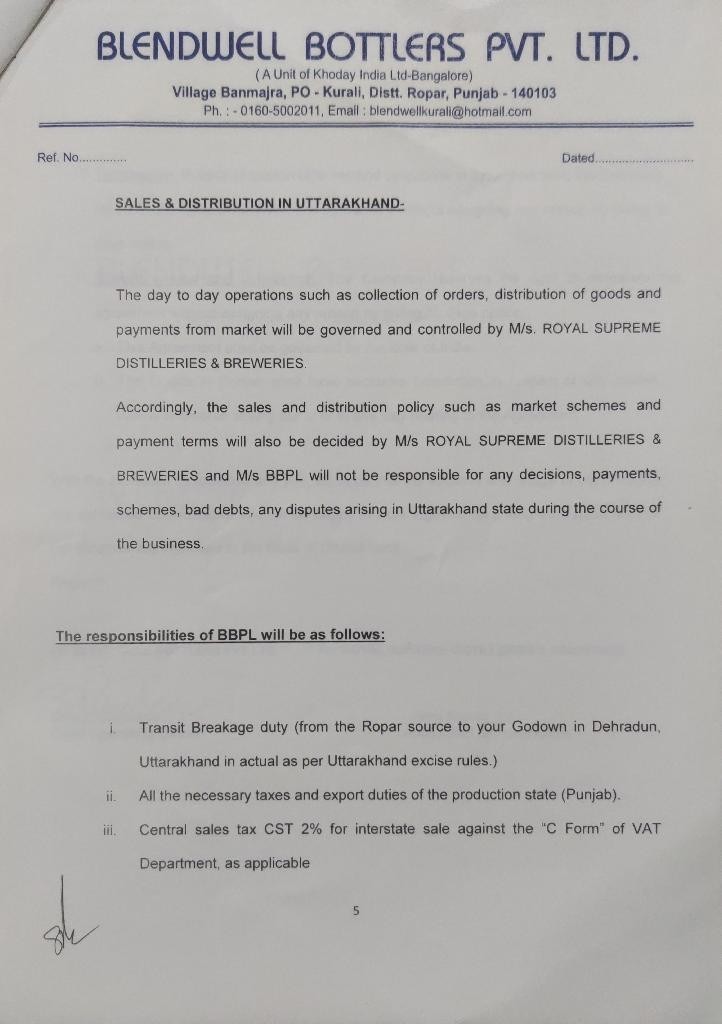 BLENDWELL BOTTLERS PVT. LTD.
(A Unit of Khoday India Ltd-Bangalore)
Village Banmajra, PO - Kurali, Distt. Ropar, Punjab - 140103
Ph. : - 0160-5002011, Email : blendwellkurali@hotmail.com
Ref. No.............. Dated.............................
SALES & DISTRIBUTION IN UTTARAKHAND-
The day to day operations such as collection of orders, distribution of goods and
payments from market will be governed and controlled by M/s. ROYAL SUPREME
DISTILLERIES & BREWERIES.
Accordingly, the sales and distribution policy such as market schemes and
payment terms will also be decided by M/s ROYAL SUPREME DISTILLERIES &
BREWERIES and M/s BBPL will not be responsible for any decisions, payments,
schemes, bad debts, any disputes arising in Uttarakhand state during the course of
the business.
The responsibilities of BBPL will be as follows:
i. Transit Breakage duty (from the Ropar source to your Godown in Dehradun,
Uttarakhand in actual as per Uttarakhand excise rules.)
ii. All the necessary taxes and export duties of the production state (Punjab).
iii. Central sales tax CST 2% for interstate sale against the “C Form” of VAT
Department, as applicable
5